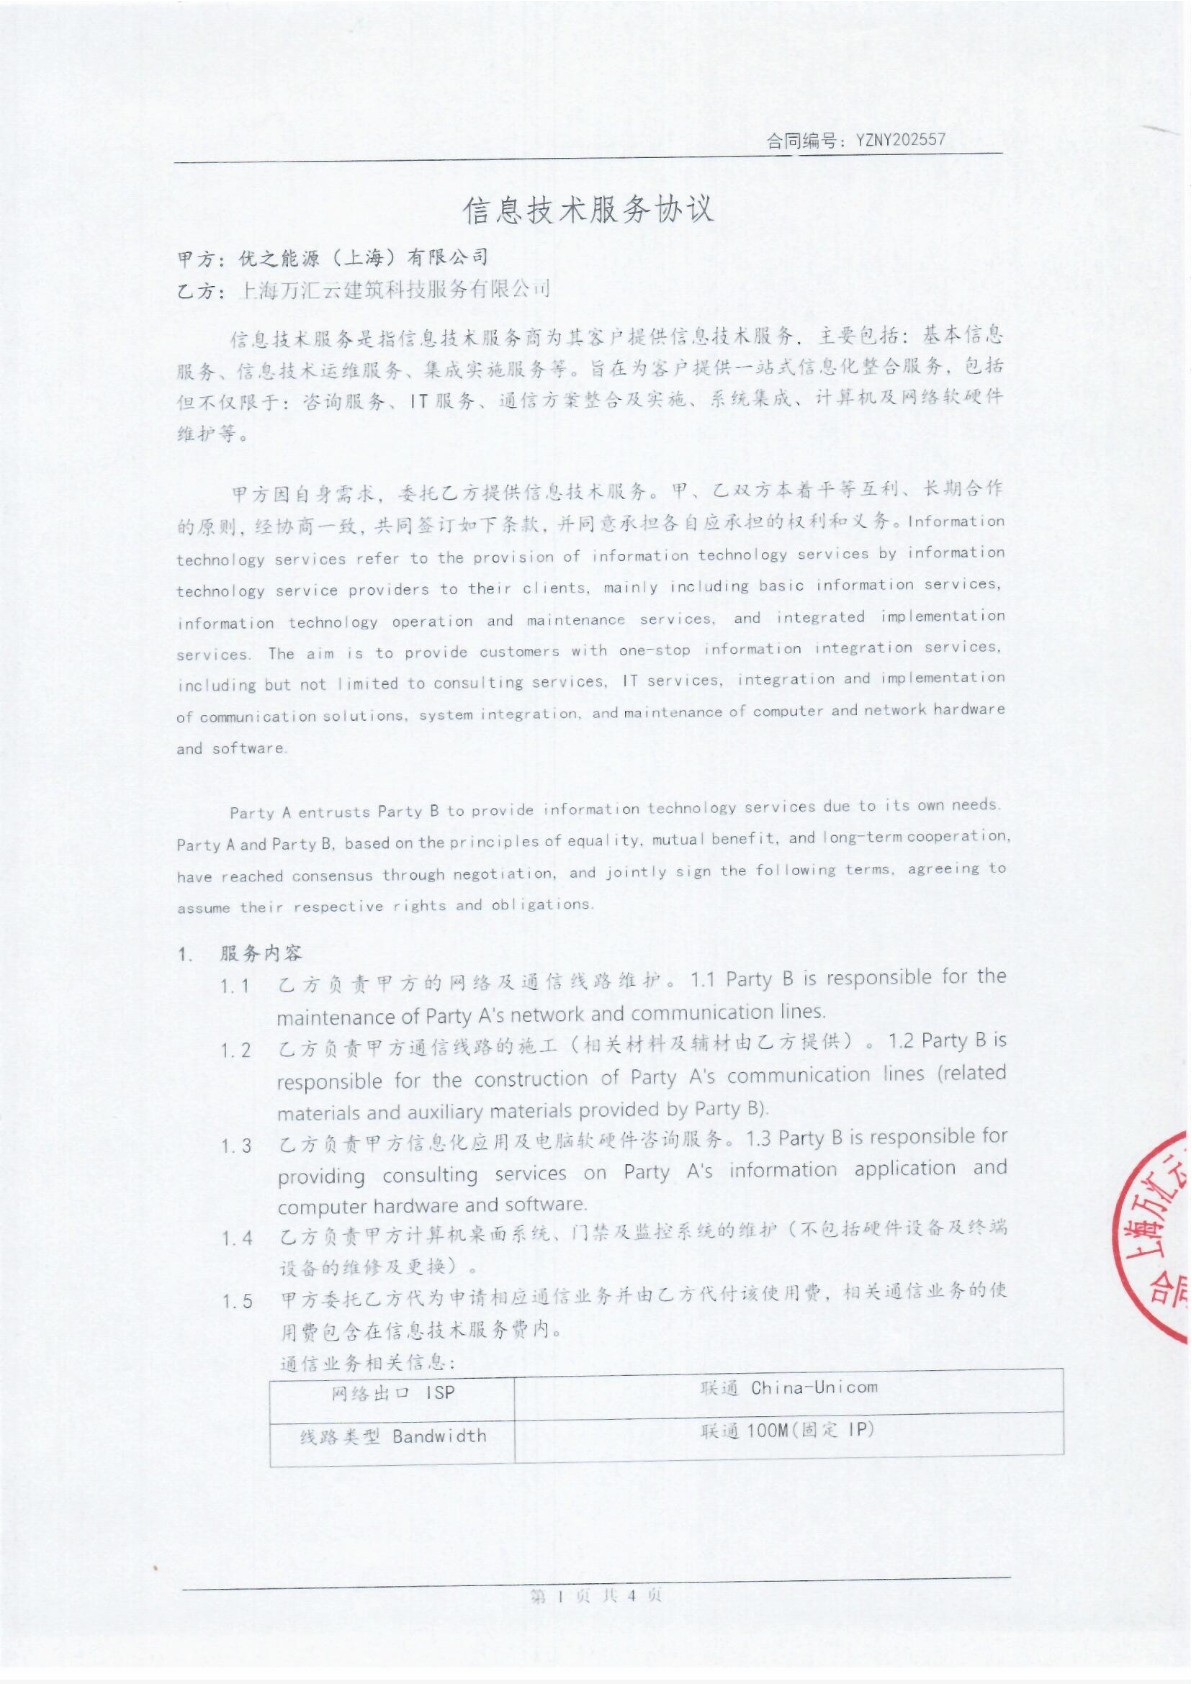 合同编号：YZNY202557
信息技术服务协议
甲方：优之能源（上海）有限公司
乙方：上海万汇云建筑科技服务有限公司
信息技术服务是指信息技术服务商为其客户提供信息技术服务，主要包括：基本信息
服务、信息技术运维服务、集成实施服务等。旨在为客户提供一站式信息化整合服务，包括
但不仅限于：咨询服务、IT服务、通信方案整合及实施、系统集成、计算机及网络软硬件
维护等。
甲方因自身需求，委托乙方提供信息技术服务。甲、乙双方本着平等互利、长期合作
的原则，经协商一致，共同签订如下条款，并同意承担各自应承担的权利和义务。Information
technology services refer to the provision of information technology services by information
technology service providers to their clients, mainly including basic information services,
information technology operation and maintenance services, and integrated implementation
services. The aim is to provide customers with one-stop information integration services,
including but not limited to consulting services, IT services, integration and implementation
of communication solutions, system integration, and maintenance of computer and network hardware
and software.
Party A entrusts Party B to provide information technology services due to its own needs.
Party A and Party B, based on the principles of equality, mutual benefit, and long-term cooperation,
have reached consensus through negotiation, and jointly sign the following terms, agreeing to
assume their respective rights and obligations.
1. 服务内容
1.1 乙方负责甲方的网络及通信线路维护。1.1 Party B is responsible for the
maintenance of Party A's network and communication lines.
1.2 乙方负责甲方通信线路的施工（相关材料及辅材由乙方提供）。1.2 Party B is
responsible for the construction of Party A's communication lines (related
materials and auxiliary materials provided by Party B).
1.3 乙方负责甲方信息化应用及电脑软硬件咨询服务。1.3 Party B is responsible for
providing consulting services on Party A's information application and
computer hardware and software.
1.4 乙方负责甲方计算机桌面系统、门禁及监控系统的维护（不包括硬件设备及终端
设备的维修及更换）。
1.5 甲方委托乙方代为申请相应通信业务并由乙方代付该使用费，相关通信业务的使
用费包含在信息技术服务费内。
通信业务相关信息：
网络出口 ISP 联通 China-Unicom
线路类型 Bandwidth 联通100M(固定 IP)
上海万汇云
合同
第 1 页 共 4 页